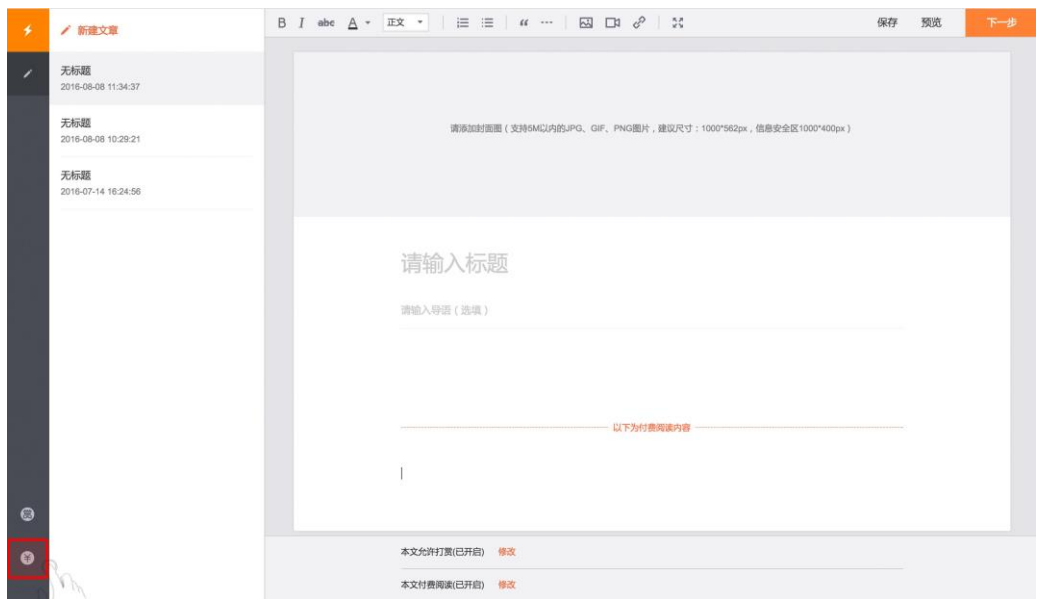 新建文章
B I abc A 正文 “ ···
保存 预览 下一步
无标题
2016-08-08 11:34:37
无标题
2016-08-08 10:29:21
无标题
2016-07-14 16:24:56
请添加封面图（支持5M以内的JPG、GIF、PNG图片，建议尺寸：1000*562px，信息安全区1000*400px）
请输入标题
请输入导语（选填）
以下为付费阅读内容
赏
本文允许打赏(已开启) 修改
¥
本文付费阅读(已开启) 修改